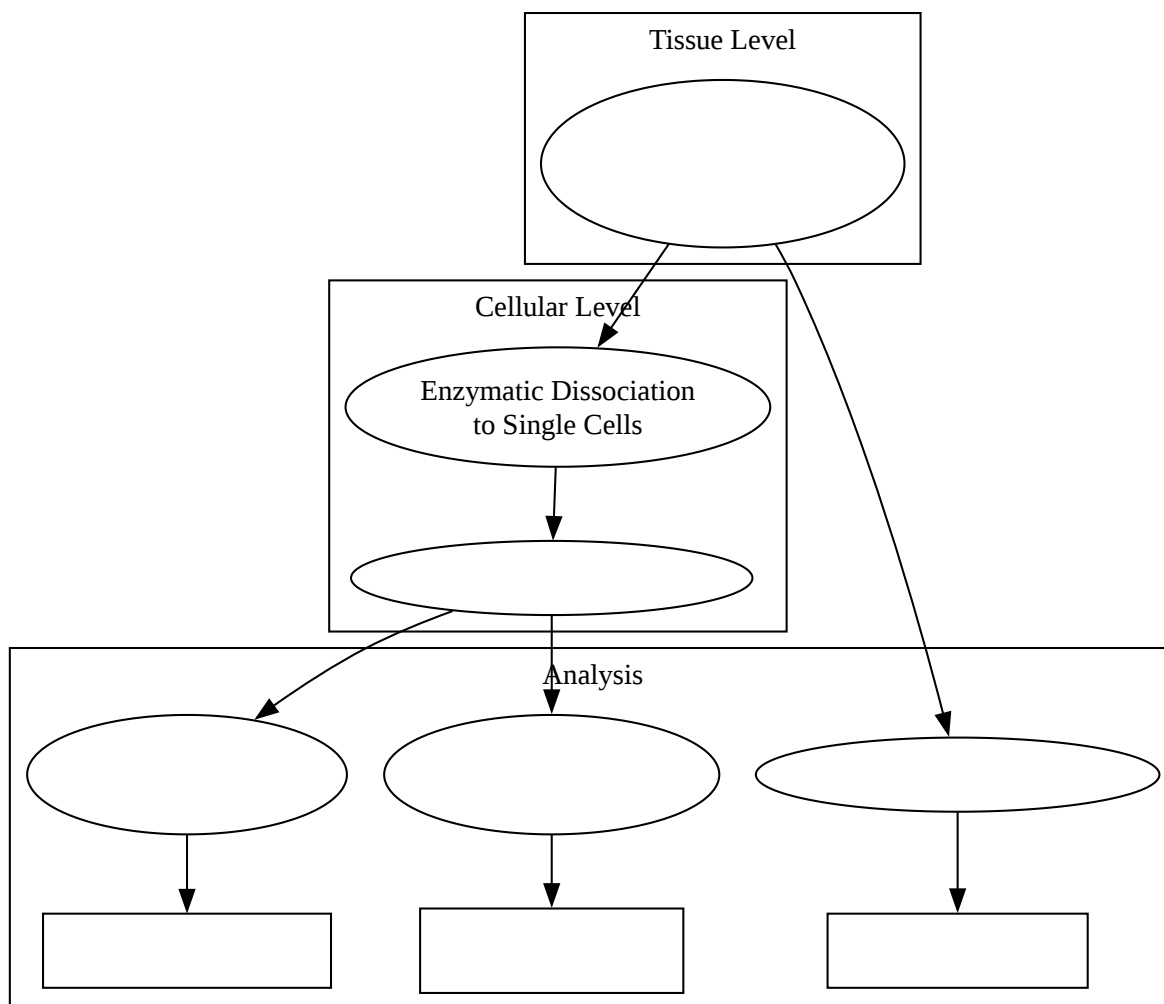 Tissue Level
Cellular Level
Enzymatic Dissociation
to Single Cells
Analysis